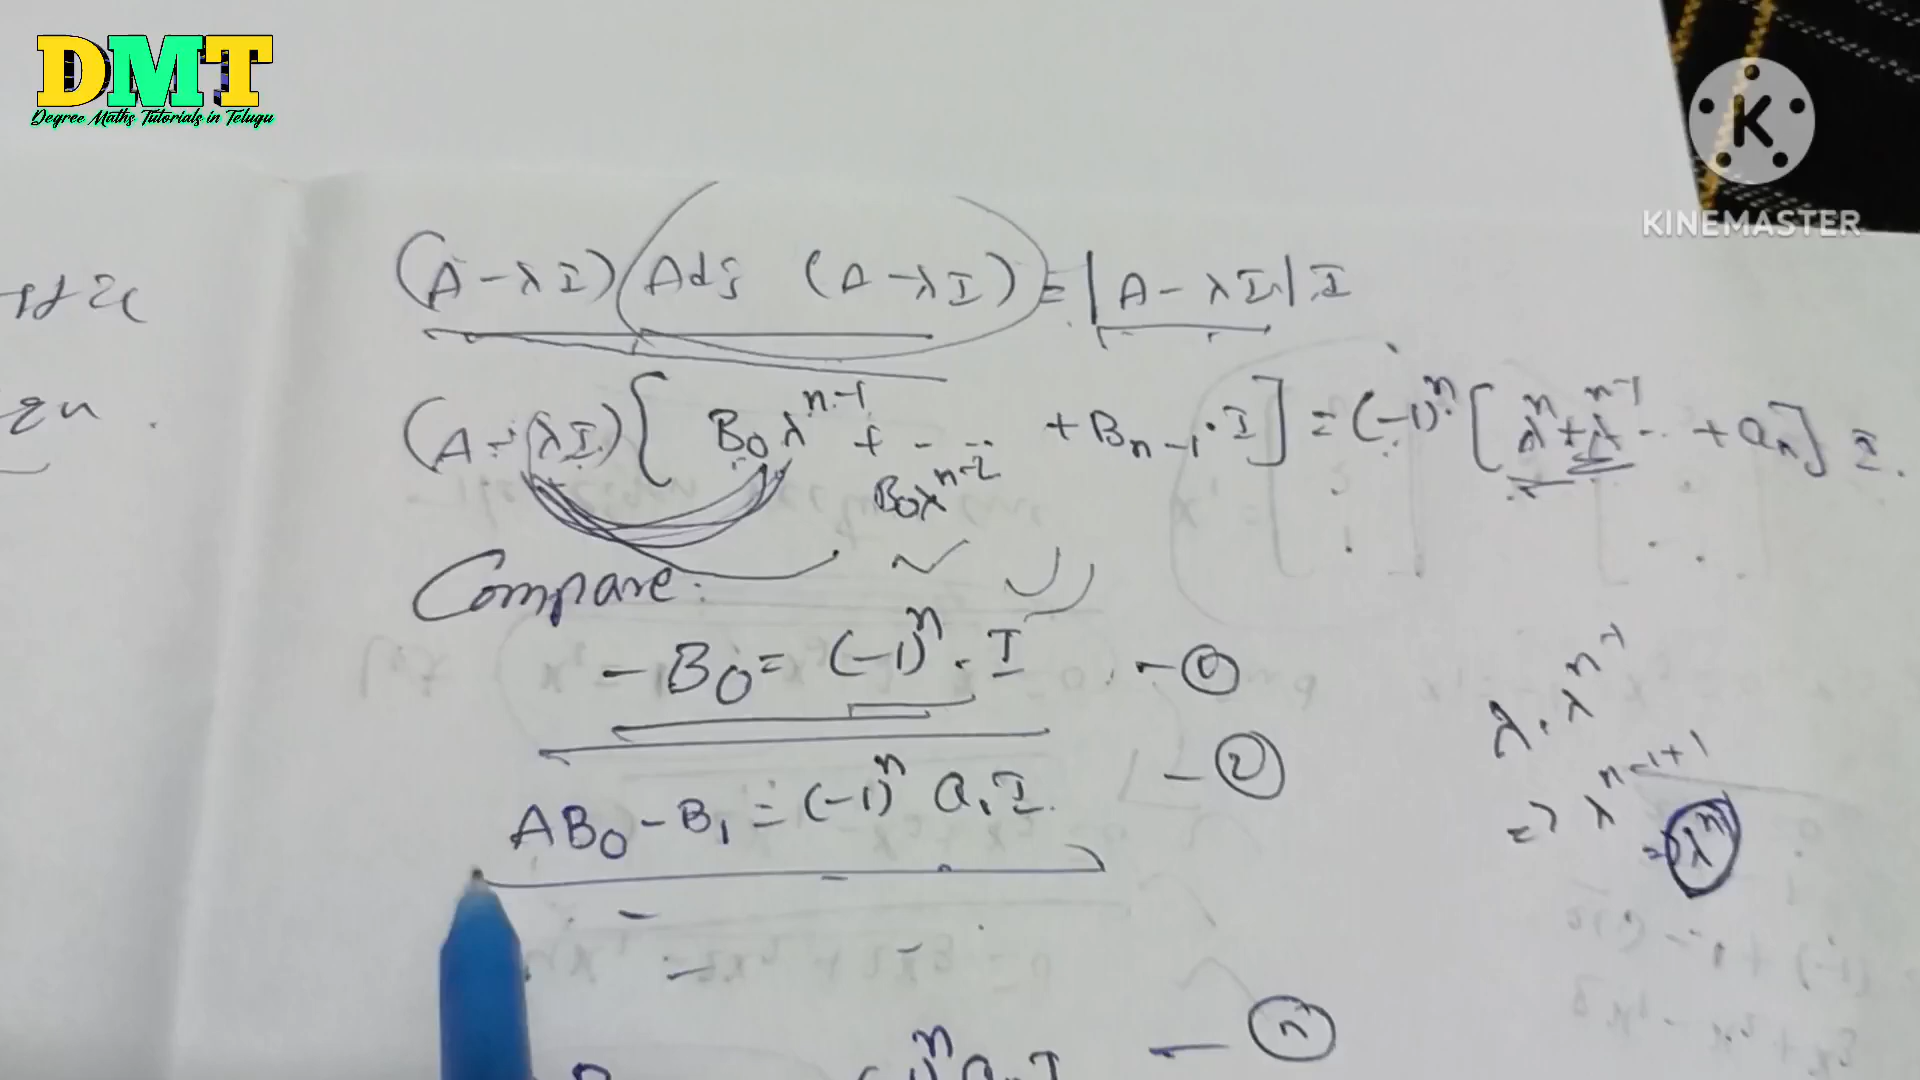 DMT
Degree Maths Tutorials in Telugu
KINEMASTER
(A - λI) (Adj (A - λI)) = |A - λI| I
(A - λI) [B₀λⁿ⁻¹ + - -- + Bₙ₋₁ · I] = (-1)ⁿ [λⁿ + λⁿ⁻¹ -- + aₙ] I.
B₀λⁿ⁻²
Compare:
-B₀ = (-1)ⁿ · I - ①
AB₀ - B₁ = (-1)ⁿ a₁ I. - ②
λ · λⁿ⁻¹
=> λⁿ⁻¹⁺¹
=> λⁿ
- ⓝ